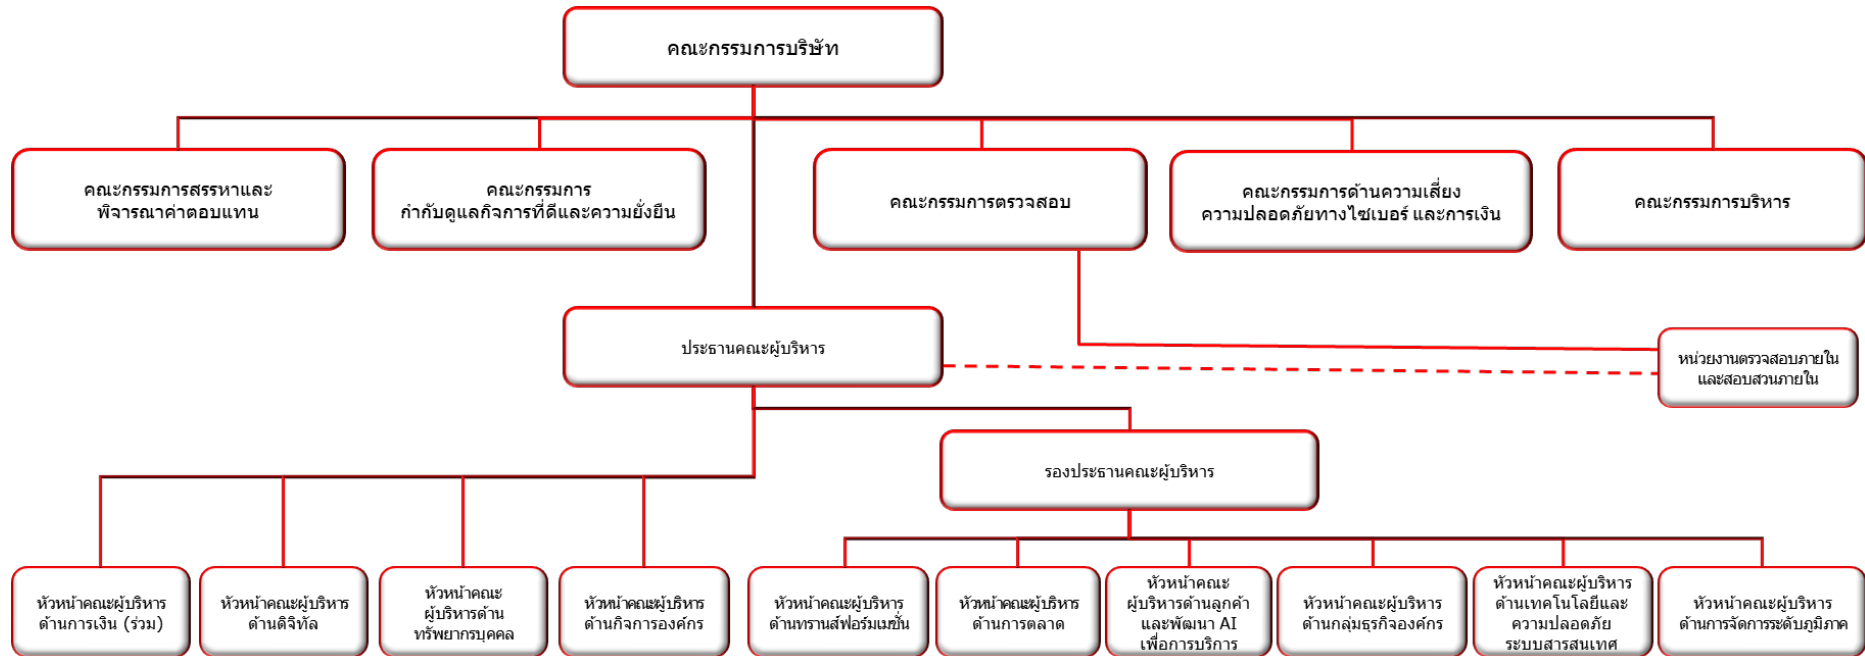 คณะกรรมการบริษัท
คณะกรรมการสรรหาและ
พิจารณาค่าตอบแทน
คณะกรรมการ
กำกับดูแลกิจการที่ดีและความยั่งยืน
คณะกรรมการตรวจสอบ
คณะกรรมการด้านความเสี่ยง
ความปลอดภัยทางไซเบอร์ และการเงิน
คณะกรรมการบริหาร
ประธานคณะผู้บริหาร
หน่วยงานตรวจสอบภายใน
และสอบสวนภายใน
รองประธานคณะผู้บริหาร
หัวหน้าคณะผู้บริหาร
ด้านการเงิน (ร่วม)
หัวหน้าคณะผู้บริหาร
ด้านดิจิทัล
หัวหน้าคณะ
ผู้บริหารด้าน
ทรัพยากรบุคคล
หัวหน้าคณะผู้บริหาร
ด้านกิจการองค์กร
หัวหน้าคณะผู้บริหาร
ด้านทรานส์ฟอร์มเมชั่น
หัวหน้าคณะผู้บริหาร
ด้านการตลาด
หัวหน้าคณะ
ผู้บริหารด้านลูกค้า
และพัฒนา AI
เพื่อการบริการ
หัวหน้าคณะผู้บริหาร
ด้านกลุ่มธุรกิจองค์กร
หัวหน้าคณะผู้บริหาร
ด้านเทคโนโลยีและ
ความปลอดภัย
ระบบสารสนเทศ
หัวหน้าคณะผู้บริหาร
ด้านการจัดการระดับภูมิภาค